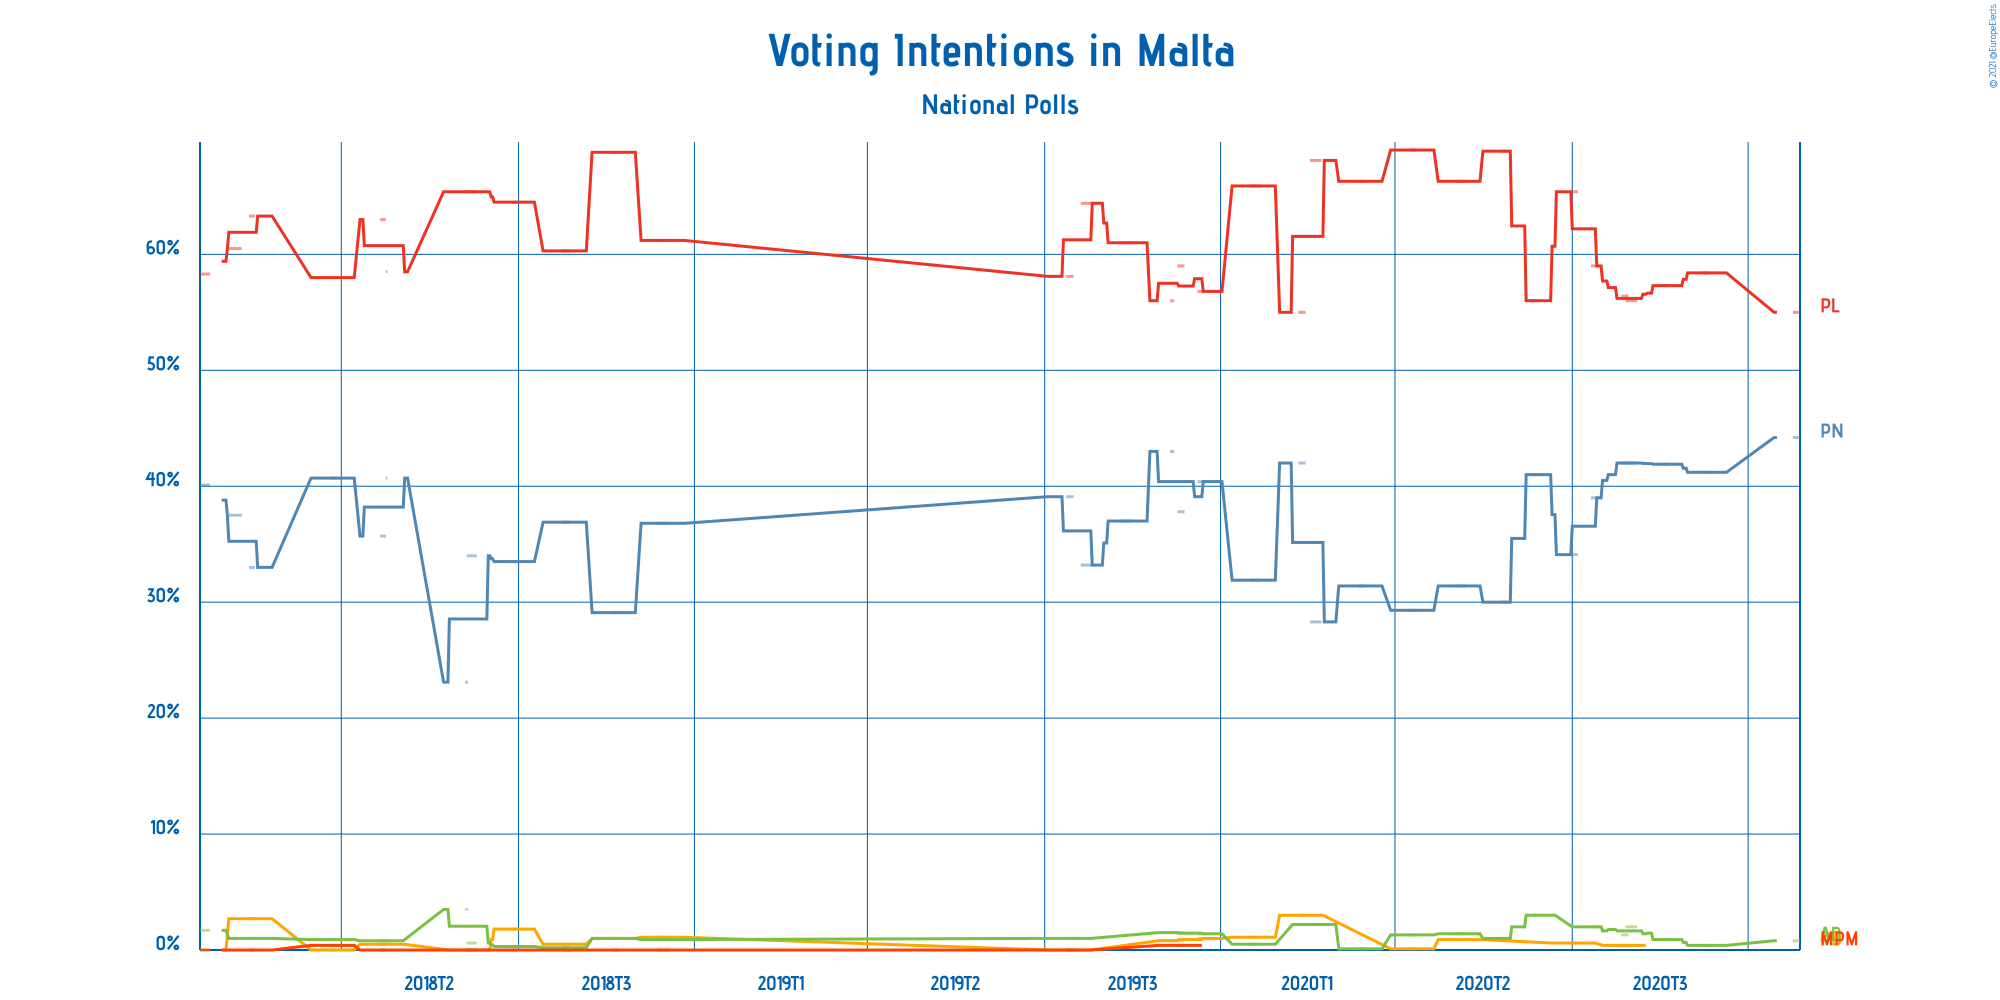 Voting Intentions in Malta
National Polls
© 2021 @EuropeElects
60%
50%
40%
30%
20%
10%
0%
PL
PN
MPM
2018T2
2018T3
2019T1
2019T2
2019T3
2020T1
2020T2
2020T3